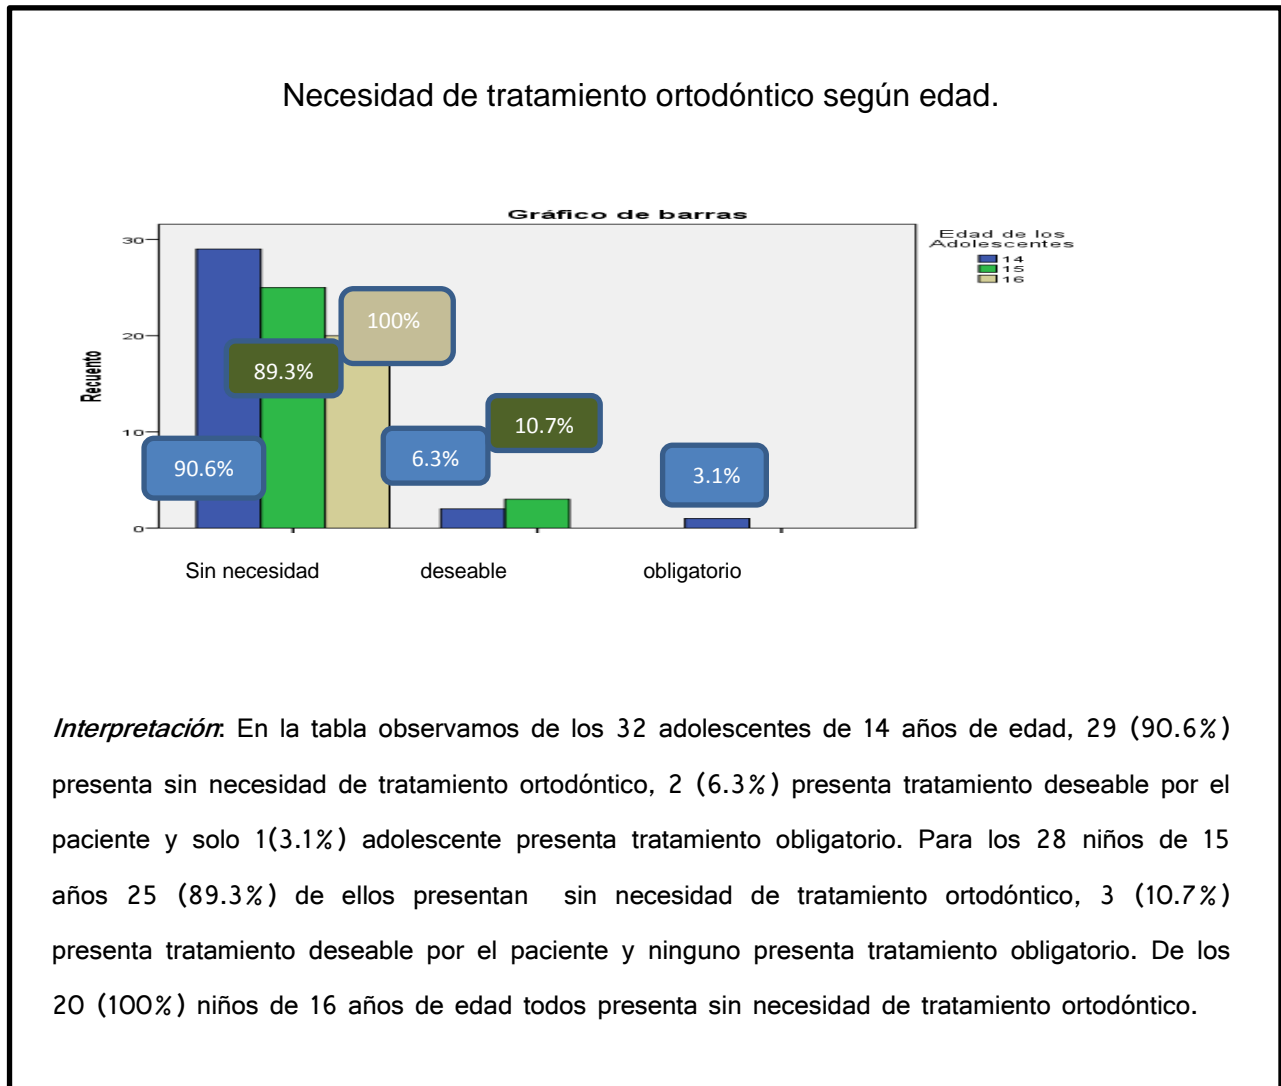 Necesidad de tratamiento ortodóntico según edad.
Gráfico de barras
Edad de los
Adolescentes
14
15
16
Recuento
30
20
10
0
100%
89.3%
90.6%
6.3%
10.7%
3.1%
Sin necesidad
deseable
obligatorio
Interpretación: En la tabla observamos de los 32 adolescentes de 14 años de edad, 29 (90.6%)
presenta sin necesidad de tratamiento ortodóntico, 2 (6.3%) presenta tratamiento deseable por el
paciente y solo 1(3.1%) adolescente presenta tratamiento obligatorio. Para los 28 niños de 15
años 25 (89.3%) de ellos presentan sin necesidad de tratamiento ortodóntico, 3 (10.7%)
presenta tratamiento deseable por el paciente y ninguno presenta tratamiento obligatorio. De los
20 (100%) niños de 16 años de edad todos presenta sin necesidad de tratamiento ortodóntico.